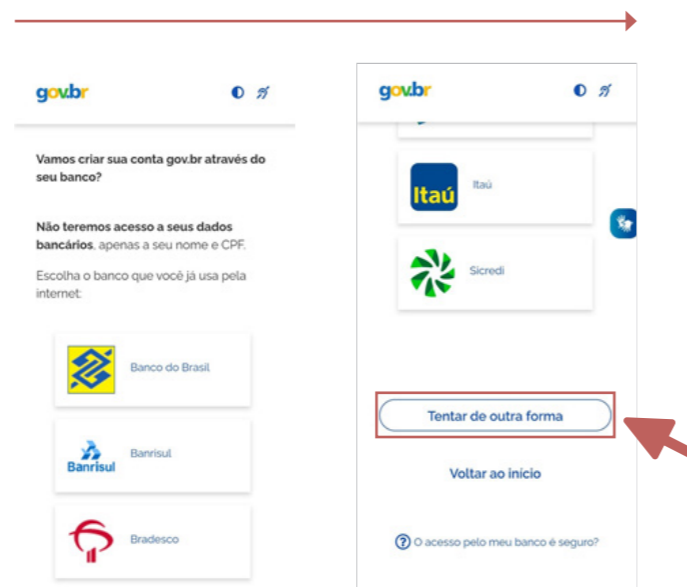 gov.br
Vamos criar sua conta gov.br através do
seu banco?
Não teremos acesso a seus dados
bancários, apenas a seu nome e CPF.
Escolha o banco que você já usa pela
internet:
Banco do Brasil
Banrisul
Banrisul
Bradesco
gov.br
Itaú
Itaú
Sicredi
Tentar de outra forma
Voltar ao início
? O acesso pelo meu banco é seguro?